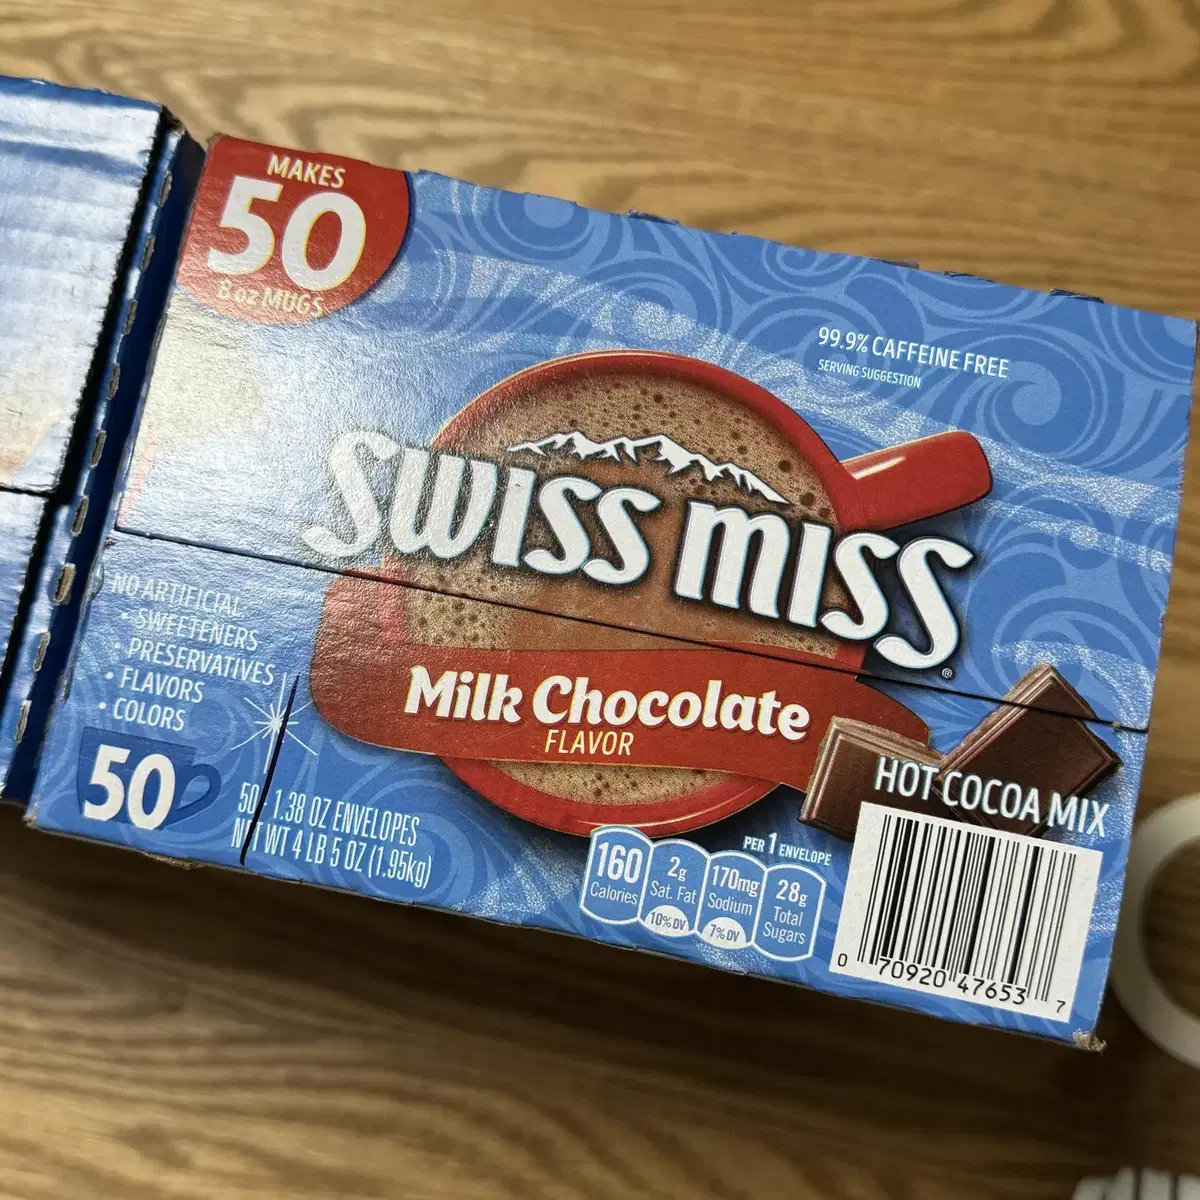 MAKES
50
8 oz MUGS
99.9% CAFFEINE FREE
SERVING SUGGESTION
SWISS MISS®
Milk Chocolate
FLAVOR
HOT COCOA MIX
NO ARTIFICIAL
• SWEETENERS
• PRESERVATIVES
• FLAVORS
• COLORS
50
50 - 1.38 OZ ENVELOPES
NET WT 4 LB 5 OZ (1.95kg)
PER 1 ENVELOPE
160 Calories
2g Sat. Fat 10% DV
170mg Sodium 7% DV
28g Total Sugars
0 70920 47653 7